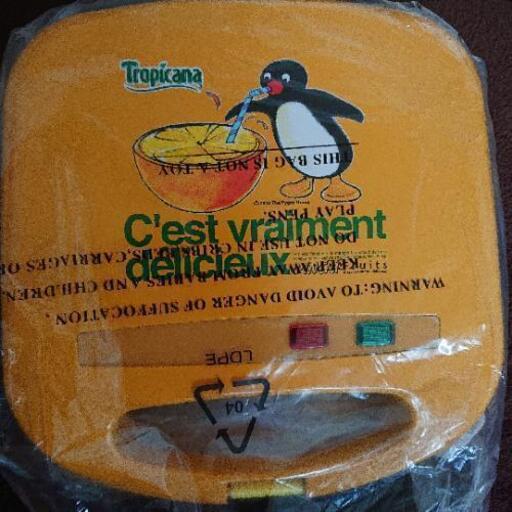 Tropicana
THIS BAG IS NOT A TOY
C'est vraiment
délicieux
PLAY PENS.
DO NOT USE IN CRIBS, BEDS, CARRIAGES OR
KEEP AWAY FROM BABIES AND CHILDREN.
WARNING: TO AVOID DANGER OF SUFFOCATION,
LDPE
04